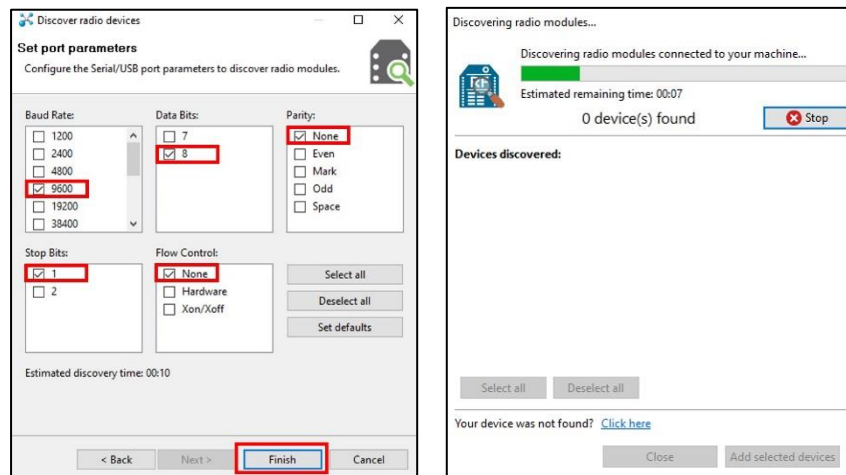 Discover radio devices
Set port parameters
Configure the Serial/USB port parameters to discover radio modules.
Baud Rate:
1200
2400
4800
9600
19200
38400
Data Bits:
7
8
Parity:
None
Even
Mark
Odd
Space
Stop Bits:
1
2
Flow Control:
None
Hardware
Xon/Xoff
Select all
Deselect all
Set defaults
Estimated discovery time: 00:10
< Back
Next >
Finish
Cancel
Discovering radio modules...
Discovering radio modules connected to your machine...
Estimated remaining time: 00:07
0 device(s) found
Stop
Devices discovered:
Select all
Deselect all
Your device was not found? Click here
Close
Add selected devices